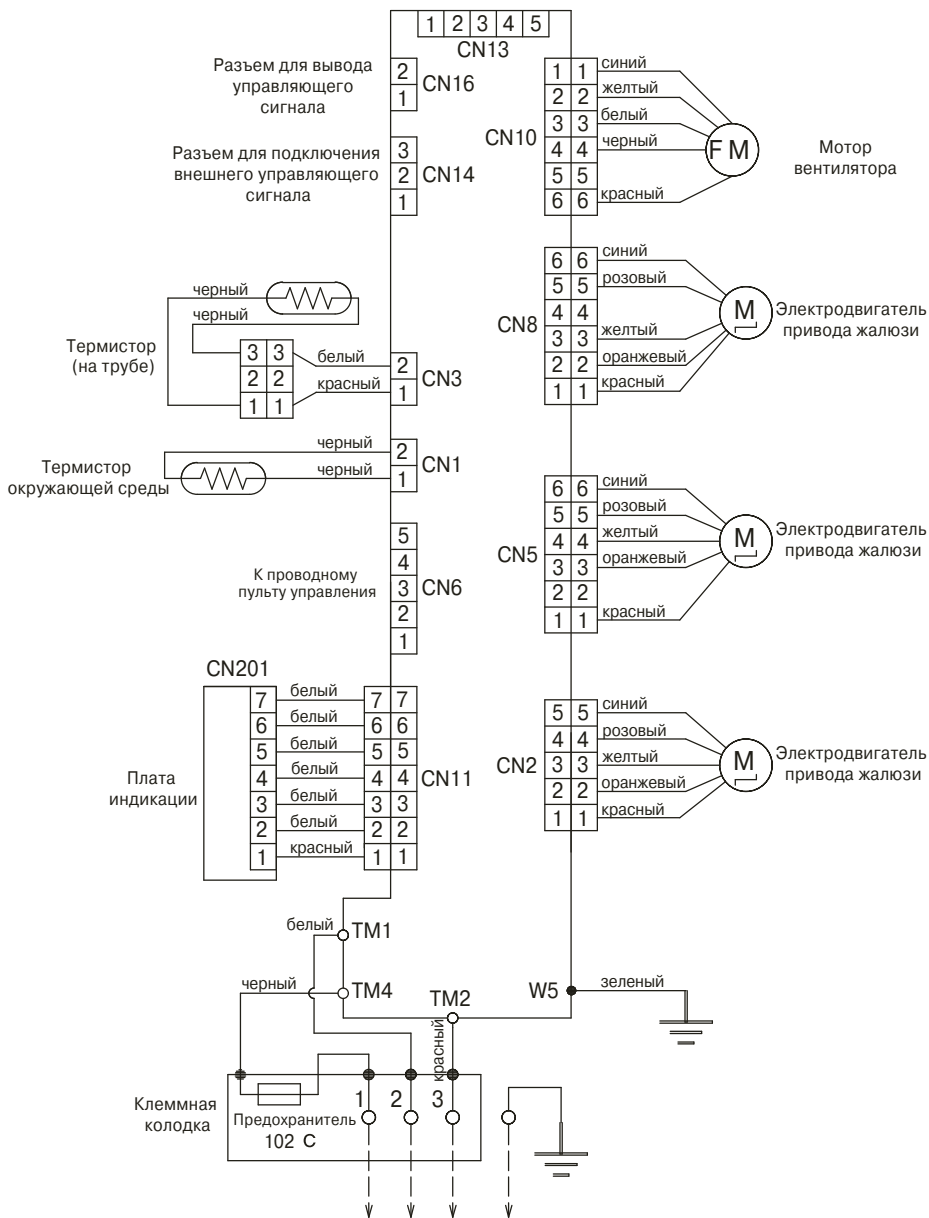 1 2 3 4 5
CN13
Разъем для вывода
управляющего
сигнала
2
1
CN16
Разъем для подключения
внешнего управляющего
сигнала
3
2
1
CN14
CN10
1 1 синий
2 2 желтый
3 3 белый
4 4 черный
5 5
6 6 красный
F M
Мотор
вентилятора
черный
черный
Термистор
(на трубе)
3 3 белый
2 2
1 1 красный
2
1
CN3
CN8
6 6 синий
5 5 розовый
4 4
3 3 желтый
2 2 оранжевый
1 1 красный
M
Электродвигатель
привода жалюзи
Термистор
окружающей среды
черный
черный
2
1
CN1
CN5
6 6 синий
5 5 розовый
4 4 желтый
3 3 оранжевый
2 2
1 1 красный
M
Электродвигатель
привода жалюзи
К проводному
пульту управления
5
4
3
2
1
CN6
CN201
Плата
индикации
7 белый 7 7
6 белый 6 6
5 белый 5 5
4 белый 4 4
3 белый 3 3
2 белый 2 2
1 красный 1 1
CN11
CN2
5 5 синий
4 4 розовый
3 3 желтый
2 2 оранжевый
1 1 красный
M
Электродвигатель
привода жалюзи
белый TM1
черный TM4
TM2
красный
W5 зеленый
Клеммная
колодка
Предохранитель
102 С
1 2 3